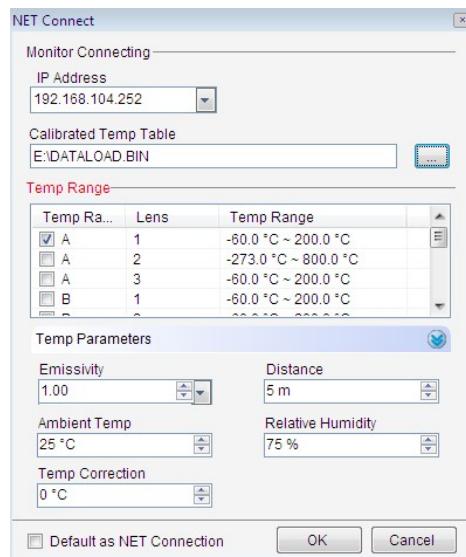 NET Connect
Monitor Connecting
IP Address
192.168.104.252
Calibrated Temp Table
E:\DATALOAD.BIN
...
Temp Range
Temp Ra... Lens Temp Range
A 1 -60.0 °C ~ 200.0 °C
A 2 -273.0 °C ~ 800.0 °C
A 3 -60.0 °C ~ 200.0 °C
B 1 -60.0 °C ~ 200.0 °C
Temp Parameters
Emissivity Distance
1.00 5 m
Ambient Temp Relative Humidity
25 °C 75 %
Temp Correction
0 °C
Default as NET Connection OK Cancel